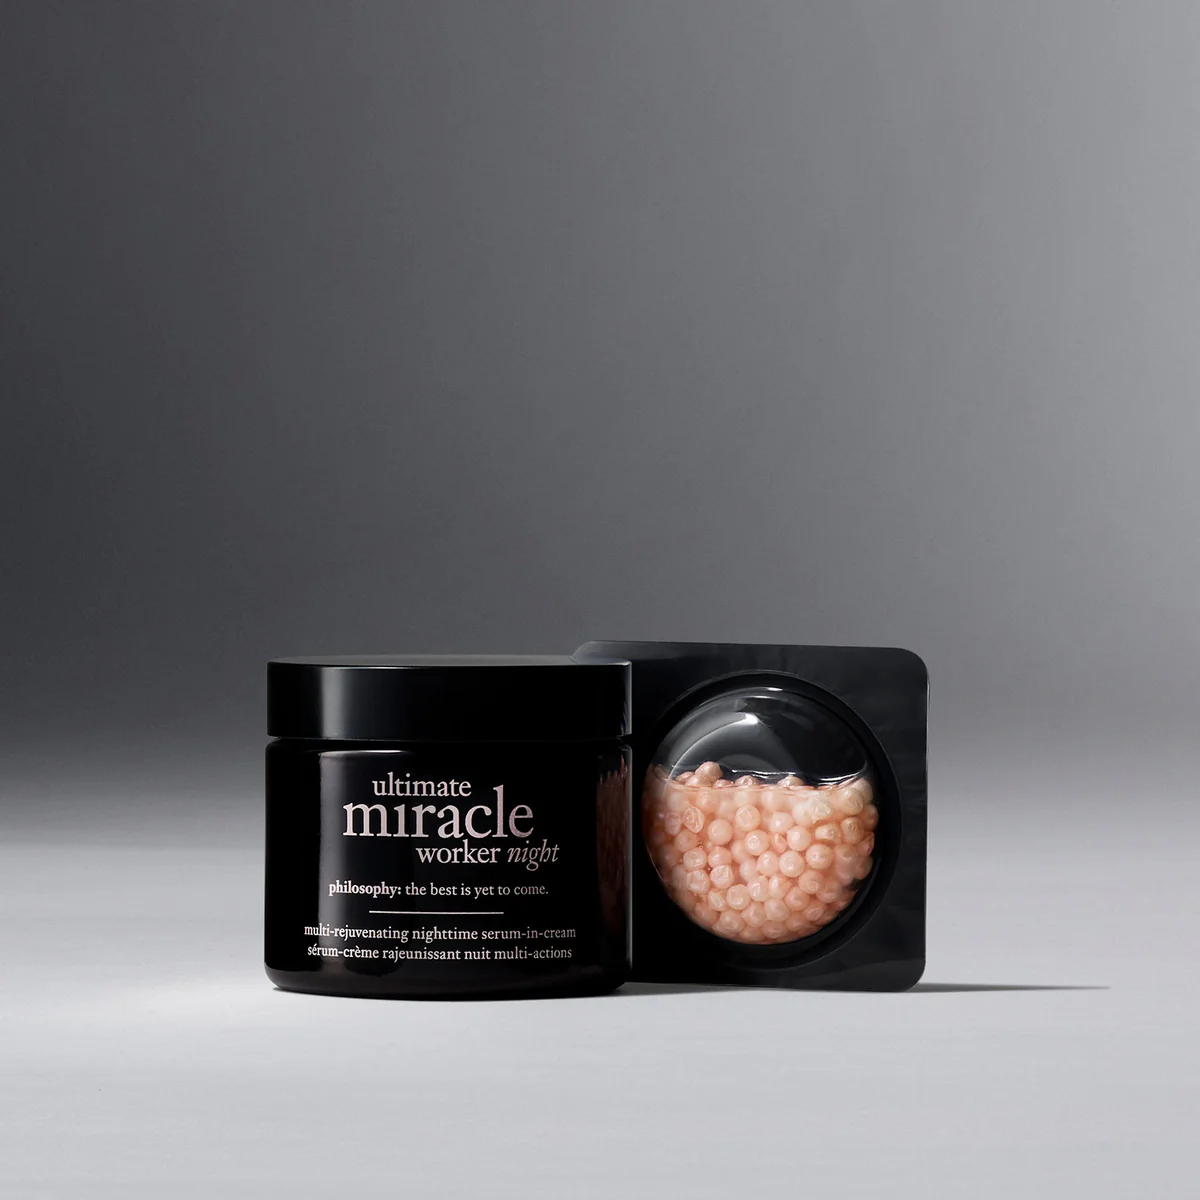 ultimate
miracle
worker night
philosophy: the best is yet to come.
multi-rejuvenating nighttime serum-in-cream
sérum-crème rajeunissant nuit multi-actions